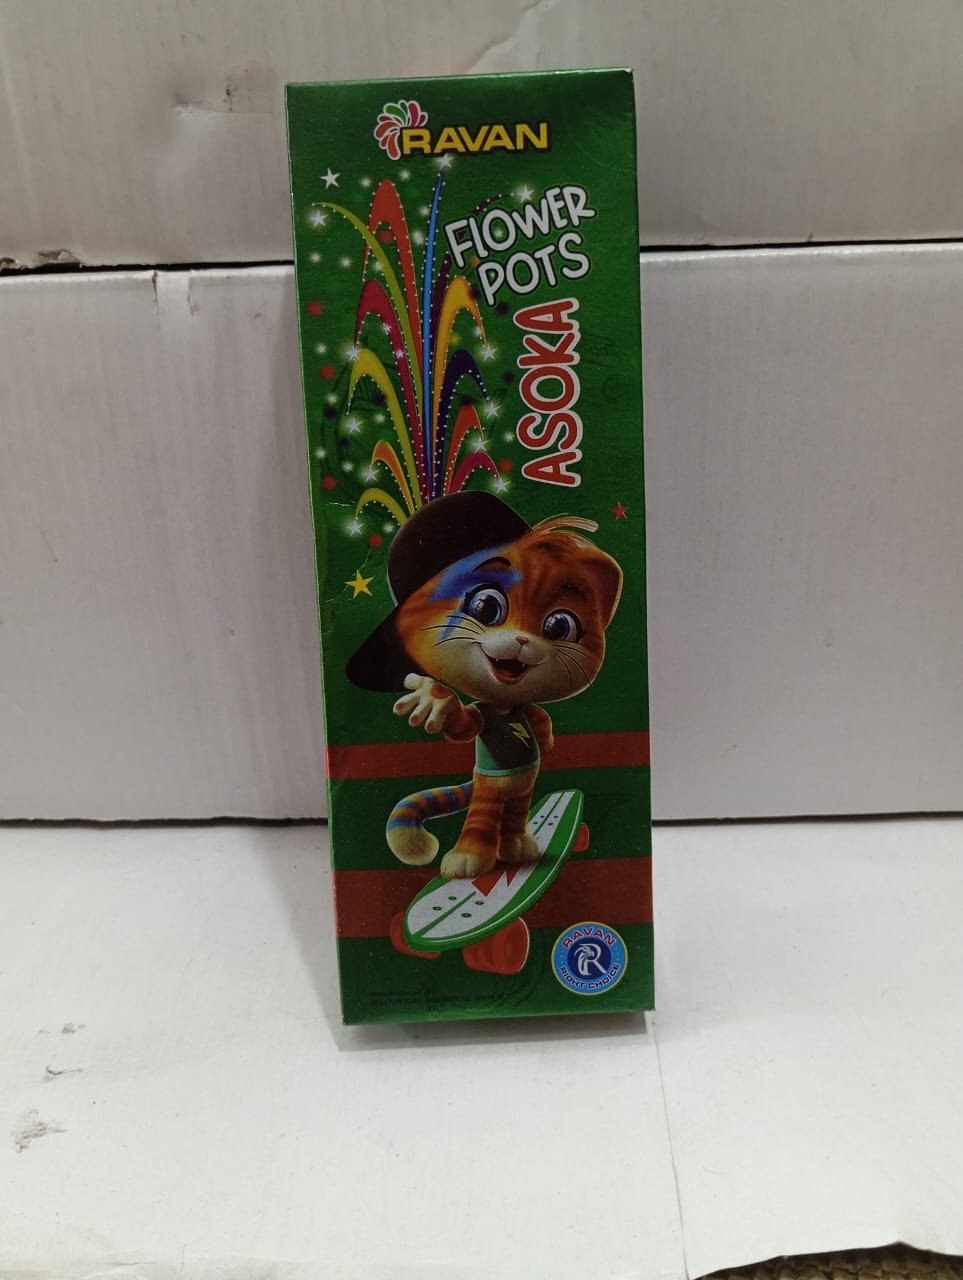 RAVAN
FLOWER
POTS
ASOKA
RAVAN
R
RIGHT CHOICE